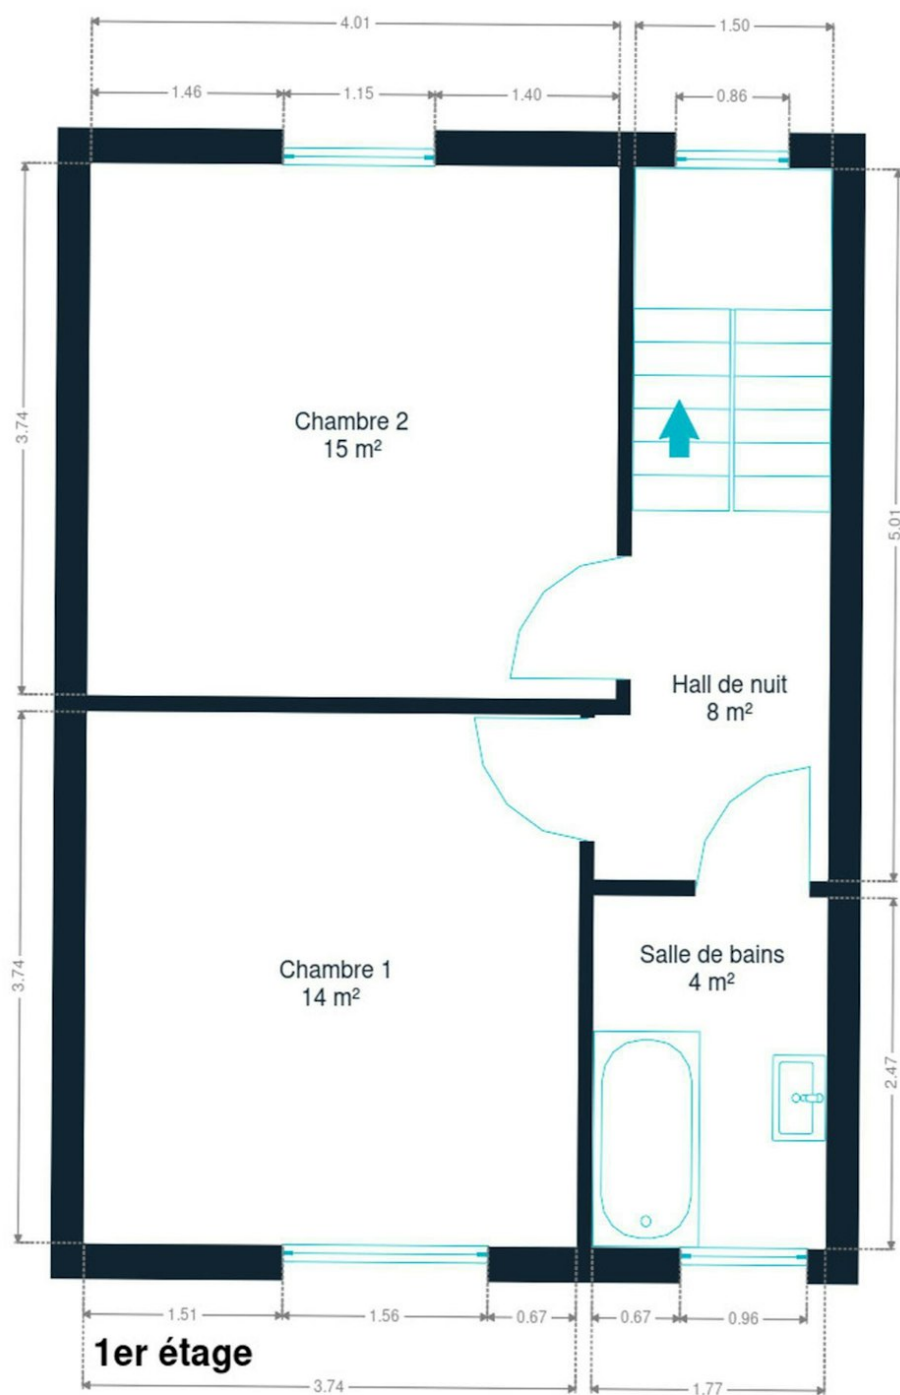 4.01
1.50
1.46
1.15
1.40
0.86
3.74
5.01
Chambre 2
15 m²
Hall de nuit
8 m²
3.74
Chambre 1
14 m²
Salle de bains
4 m²
2.47
1.51
1.56
0.67
0.67
0.96
1er étage
3.74
1.77